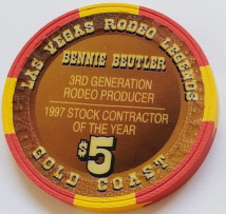 LAS VEGAS RODEO LEGENDS
BENNIE BEUTLER
3RD GENERATION
RODEO PRODUCER
1997 STOCK CONTRACTOR
OF THE YEAR
$5
GOLD COAST